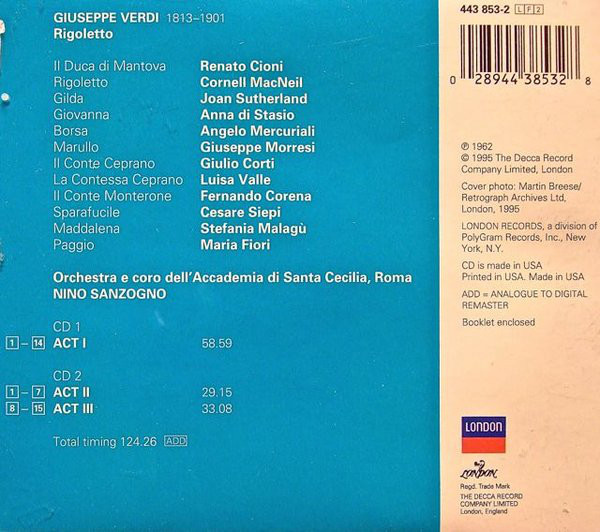 GIUSEPPE VERDI 1813–1901
Rigoletto
Il Duca di Mantova Renato Cioni
Rigoletto Cornell MacNeil
Gilda Joan Sutherland
Giovanna Anna di Stasio
Borsa Angelo Mercuriali
Marullo Giuseppe Morresi
Il Conte Ceprano Giulio Corti
La Contessa Ceprano Luisa Valle
Il Conte Monterone Fernando Corena
Sparafucile Cesare Siepi
Maddalena Stefania Malagù
Paggio Maria Fiori
Orchestra e coro dell'Accademia di Santa Cecilia, Roma
NINO SANZOGNO
CD 1
1 – 14 ACT I 58.59
CD 2
1 – 7 ACT II 29.15
8 – 15 ACT III 33.08
Total timing 124.26 ADD
443 853-2 LF2
0 28944 38532 8
℗ 1962
© 1995 The Decca Record
Company Limited, London
Cover photo: Martin Breese/
Retrograph Archives Ltd,
London, 1995
LONDON RECORDS, a division of
PolyGram Records, Inc., New
York, N.Y.
CD is made in USA
Printed in USA. Made in USA
ADD = ANALOGUE TO DIGITAL
REMASTER
Booklet enclosed
LONDON
LONDON
Regd. Trade Mark
THE DECCA RECORD
COMPANY LIMITED
London, England